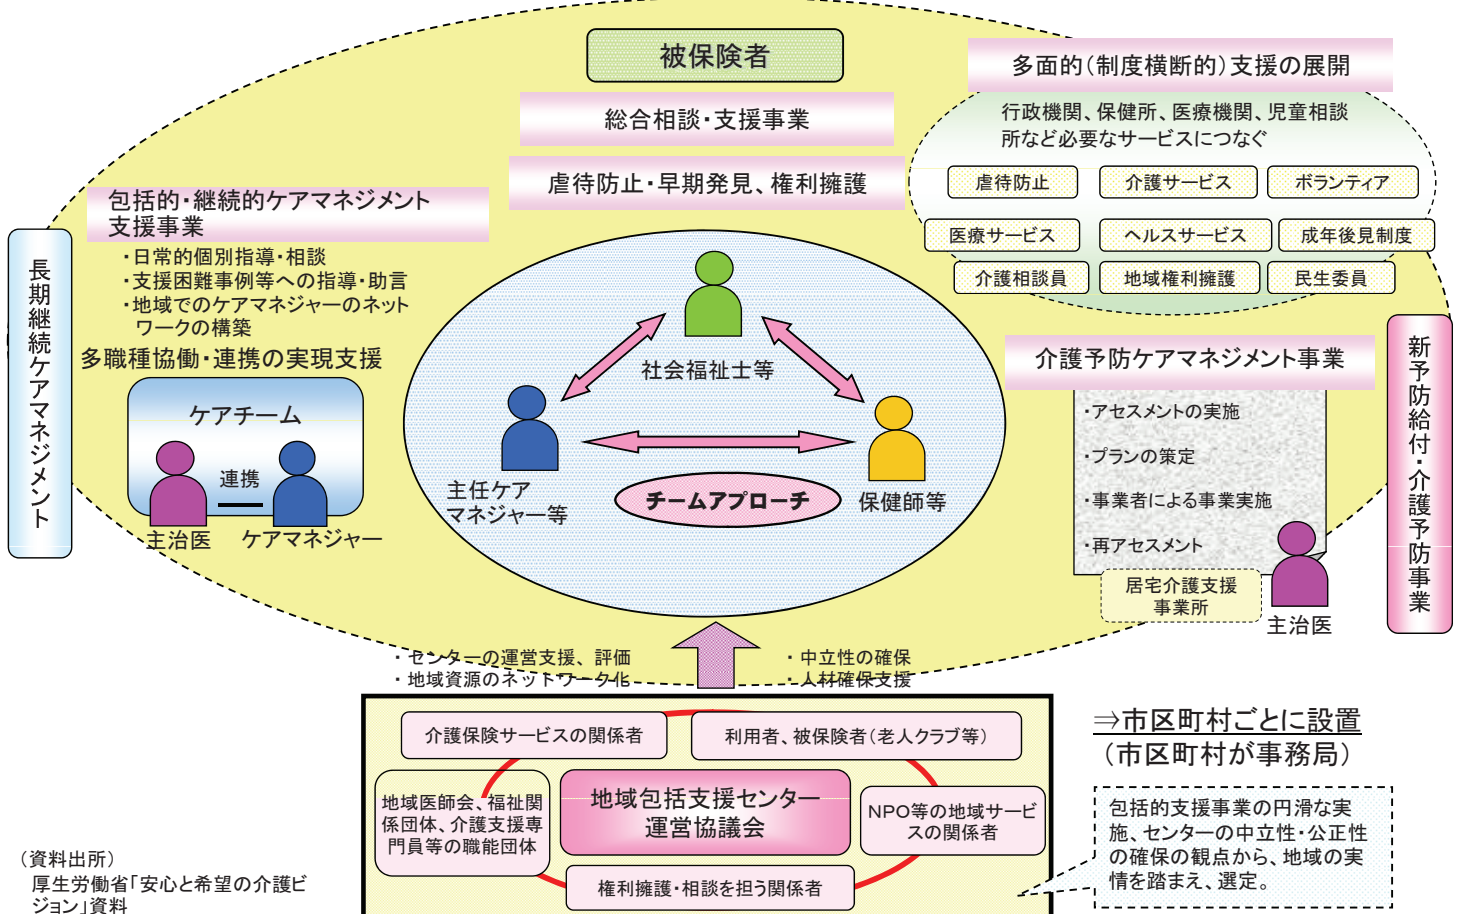 被保険者
総合相談・支援事業
虐待防止・早期発見、権利擁護
多面的（制度横断的）支援の展開
行政機関、保健所、医療機関、児童相談
所など必要なサービスにつなぐ
虐待防止
介護サービス
ボランティア
医療サービス
ヘルスサービス
成年後見制度
介護相談員
地域権利擁護
民生委員
包括的・継続的ケアマネジメント
支援事業
・日常的個別指導・相談
・支援困難事例等への指導・助言
・地域でのケアマネジャーのネット
ワークの構築
多職種協働・連携の実現支援
ケアチーム
連携
主治医
ケアマネジャー
長期継続ケアマネジメント
社会福祉士等
主任ケア
マネジャー等
チームアプローチ
保健師等
介護予防ケアマネジメント事業
・アセスメントの実施
・プランの策定
・事業者による事業実施
・再アセスメント
居宅介護支援
事業所
主治医
新予防給付・介護予防事業
・センターの運営支援、評価
・地域資源のネットワーク化
・中立性の確保
・人材確保支援
介護保険サービスの関係者
利用者、被保険者（老人クラブ等）
地域医師会、福祉関
係団体、介護支援専
門員等の職能団体
地域包括支援センター
運営協議会
NPO等の地域サービ
スの関係者
権利擁護・相談を担う関係者
⇒市区町村ごとに設置
（市区町村が事務局）
包括的支援事業の円滑な実
施、センターの中立性・公正性
の確保の観点から、地域の実
情を踏まえ、選定。
（資料出所）
厚生労働省「安心と希望の介護ビ
ジョン」資料